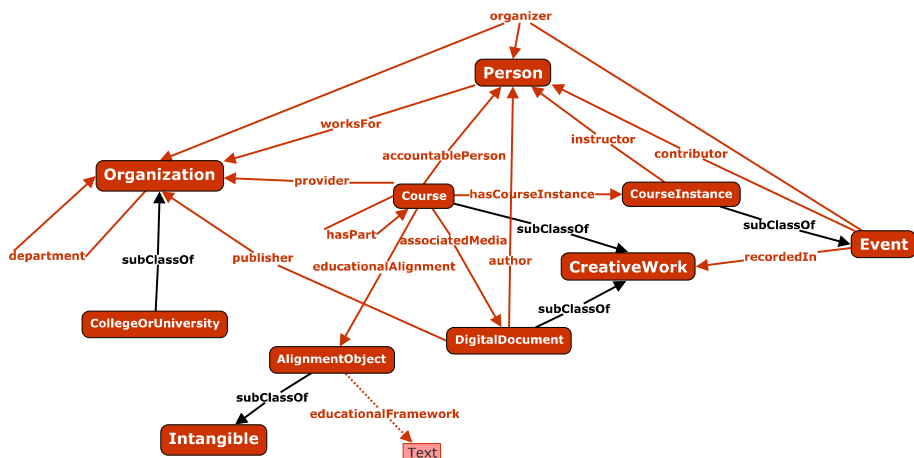 organizer
Person
worksFor
instructor
contributor
accountablePerson
Organization
provider
Course
hasCourseInstance
CourseInstance
subClassOf
subClassOf
hasPart
associatedMedia
Event
department
subClassOf
publisher
educationalAlignment
author
CreativeWork
recordedIn
subClassOf
CollegeOrUniversity
DigitalDocument
AlignmentObject
subClassOf
educationalFramework
Intangible
Text